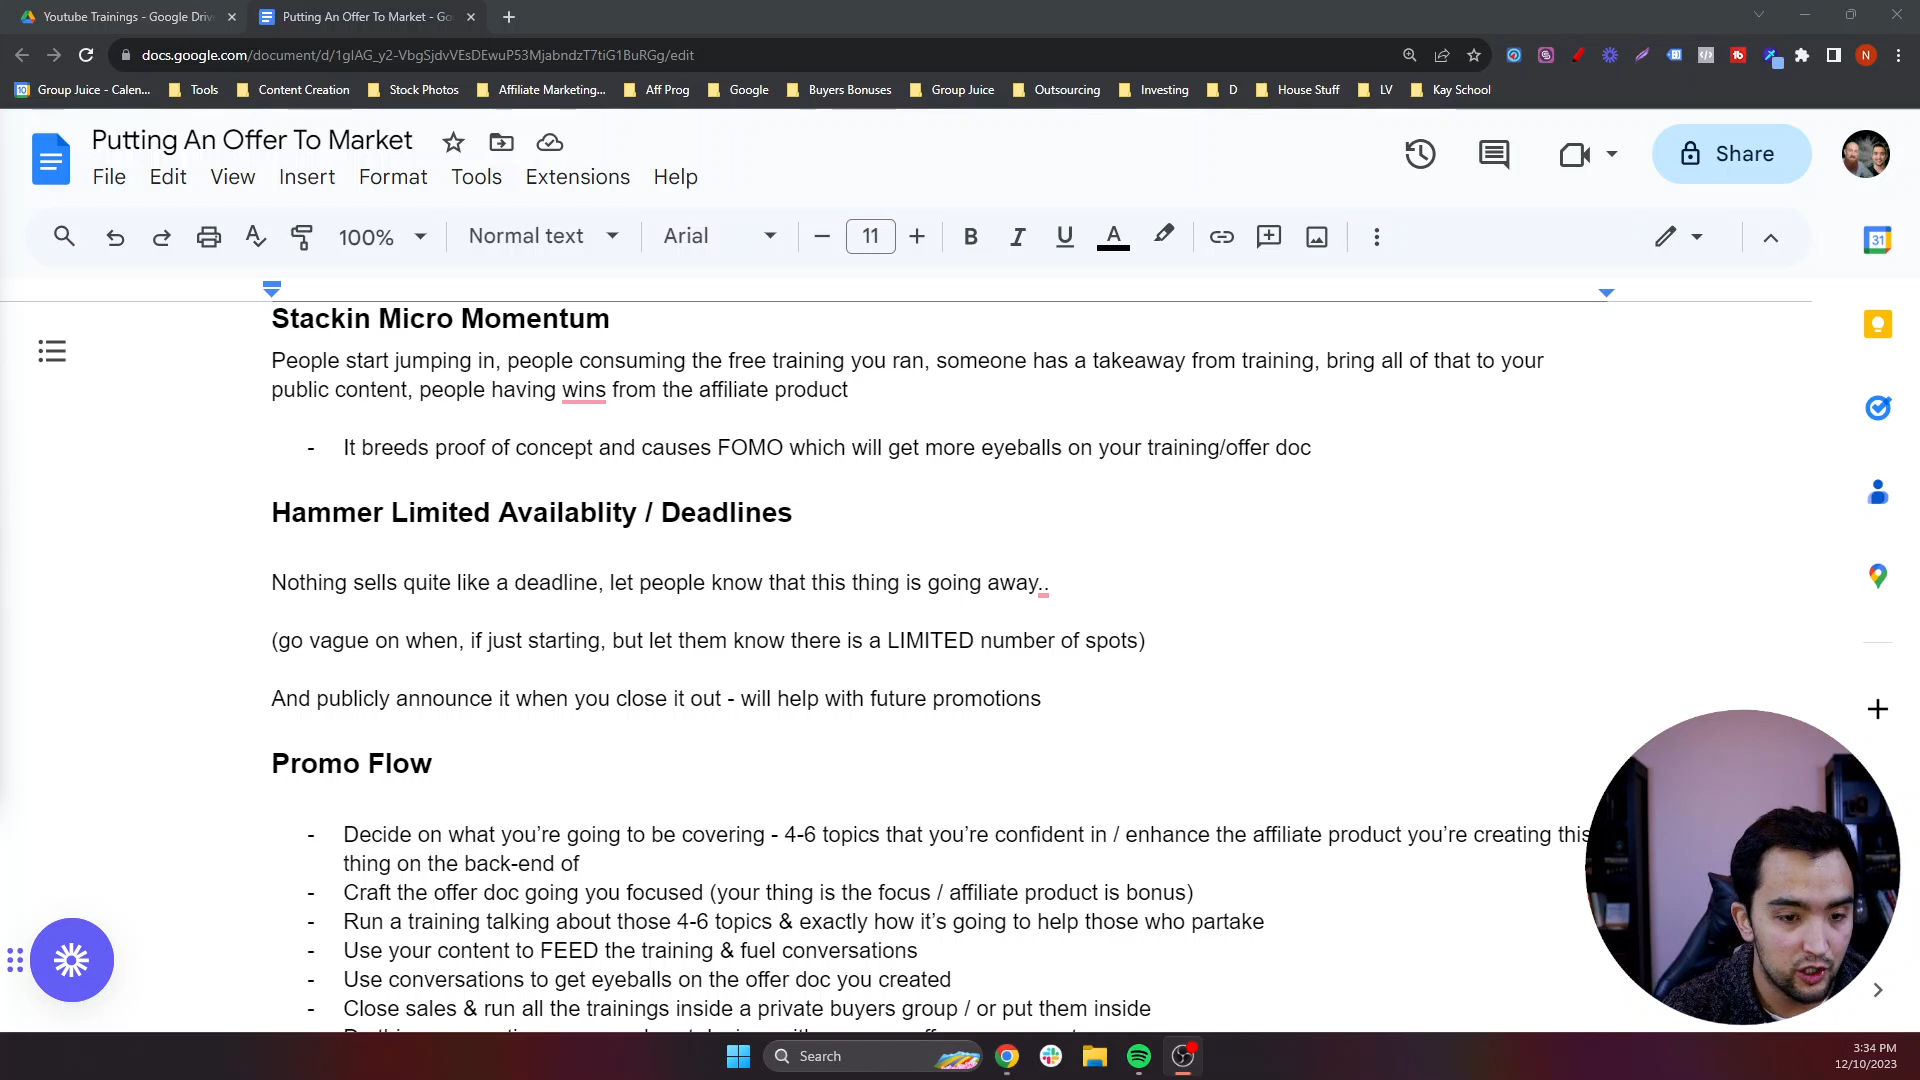 Youtube Trainings - Google Driv
Putting An Offer To Market - Go
docs.google.com/document/d/1gIAG_y2-VbgSjdvVEsDEwuP53MjabndzT7tiG1BuRGg/edit
N
Group Juice - Calen...
Tools
Content Creation
Stock Photos
Affiliate Marketing...
Aff Prog
Google
Buyers Bonuses
Group Juice
Outsourcing
Investing
D
House Stuff
LV
Kay School
Putting An Offer To Market
File Edit View Insert Format Tools Extensions Help
Share
100% Normal text Arial 11 B I U A
31
Stackin Micro Momentum
People start jumping in, people consuming the free training you ran, someone has a takeaway from training, bring all of that to your
public content, people having wins from the affiliate product
- It breeds proof of concept and causes FOMO which will get more eyeballs on your training/offer doc
Hammer Limited Availablity / Deadlines
Nothing sells quite like a deadline, let people know that this thing is going away..
(go vague on when, if just starting, but let them know there is a LIMITED number of spots)
And publicly announce it when you close it out - will help with future promotions
Promo Flow
- Decide on what you're going to be covering - 4-6 topics that you're confident in / enhance the affiliate product you're creating this
thing on the back-end of
- Craft the offer doc going you focused (your thing is the focus / affiliate product is bonus)
- Run a training talking about those 4-6 topics & exactly how it's going to help those who partake
- Use your content to FEED the training & fuel conversations
- Use conversations to get eyeballs on the offer doc you created
- Close sales & run all the trainings inside a private buyers group / or put them inside
Search
3:34 PM
12/10/2023